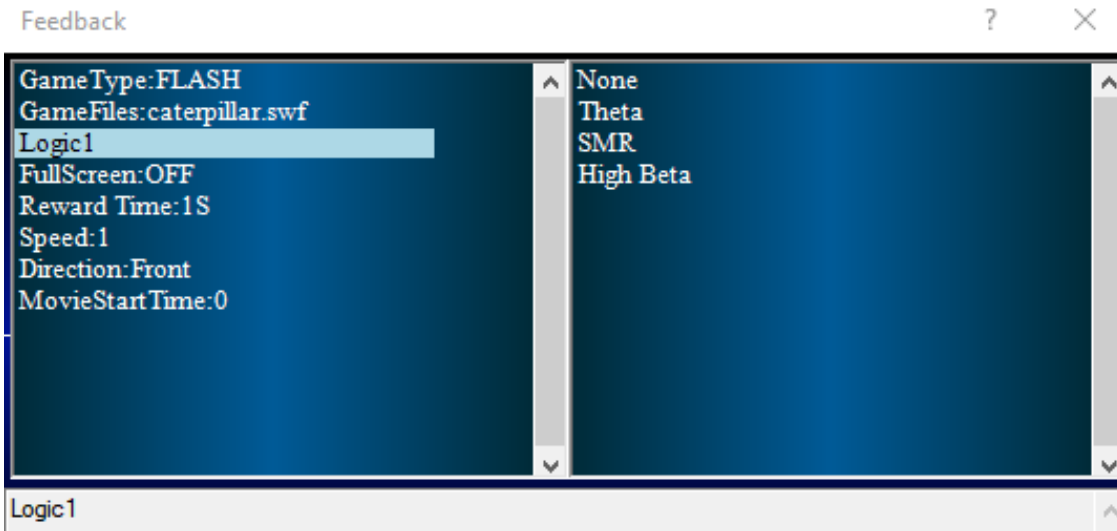 Feedback
GameType:FLASH
GameFiles:caterpillar.swf
Logic1
FullScreen:OFF
Reward Time:1S
Speed:1
Direction:Front
MovieStartTime:0
None
Theta
SMR
High Beta
Logic1